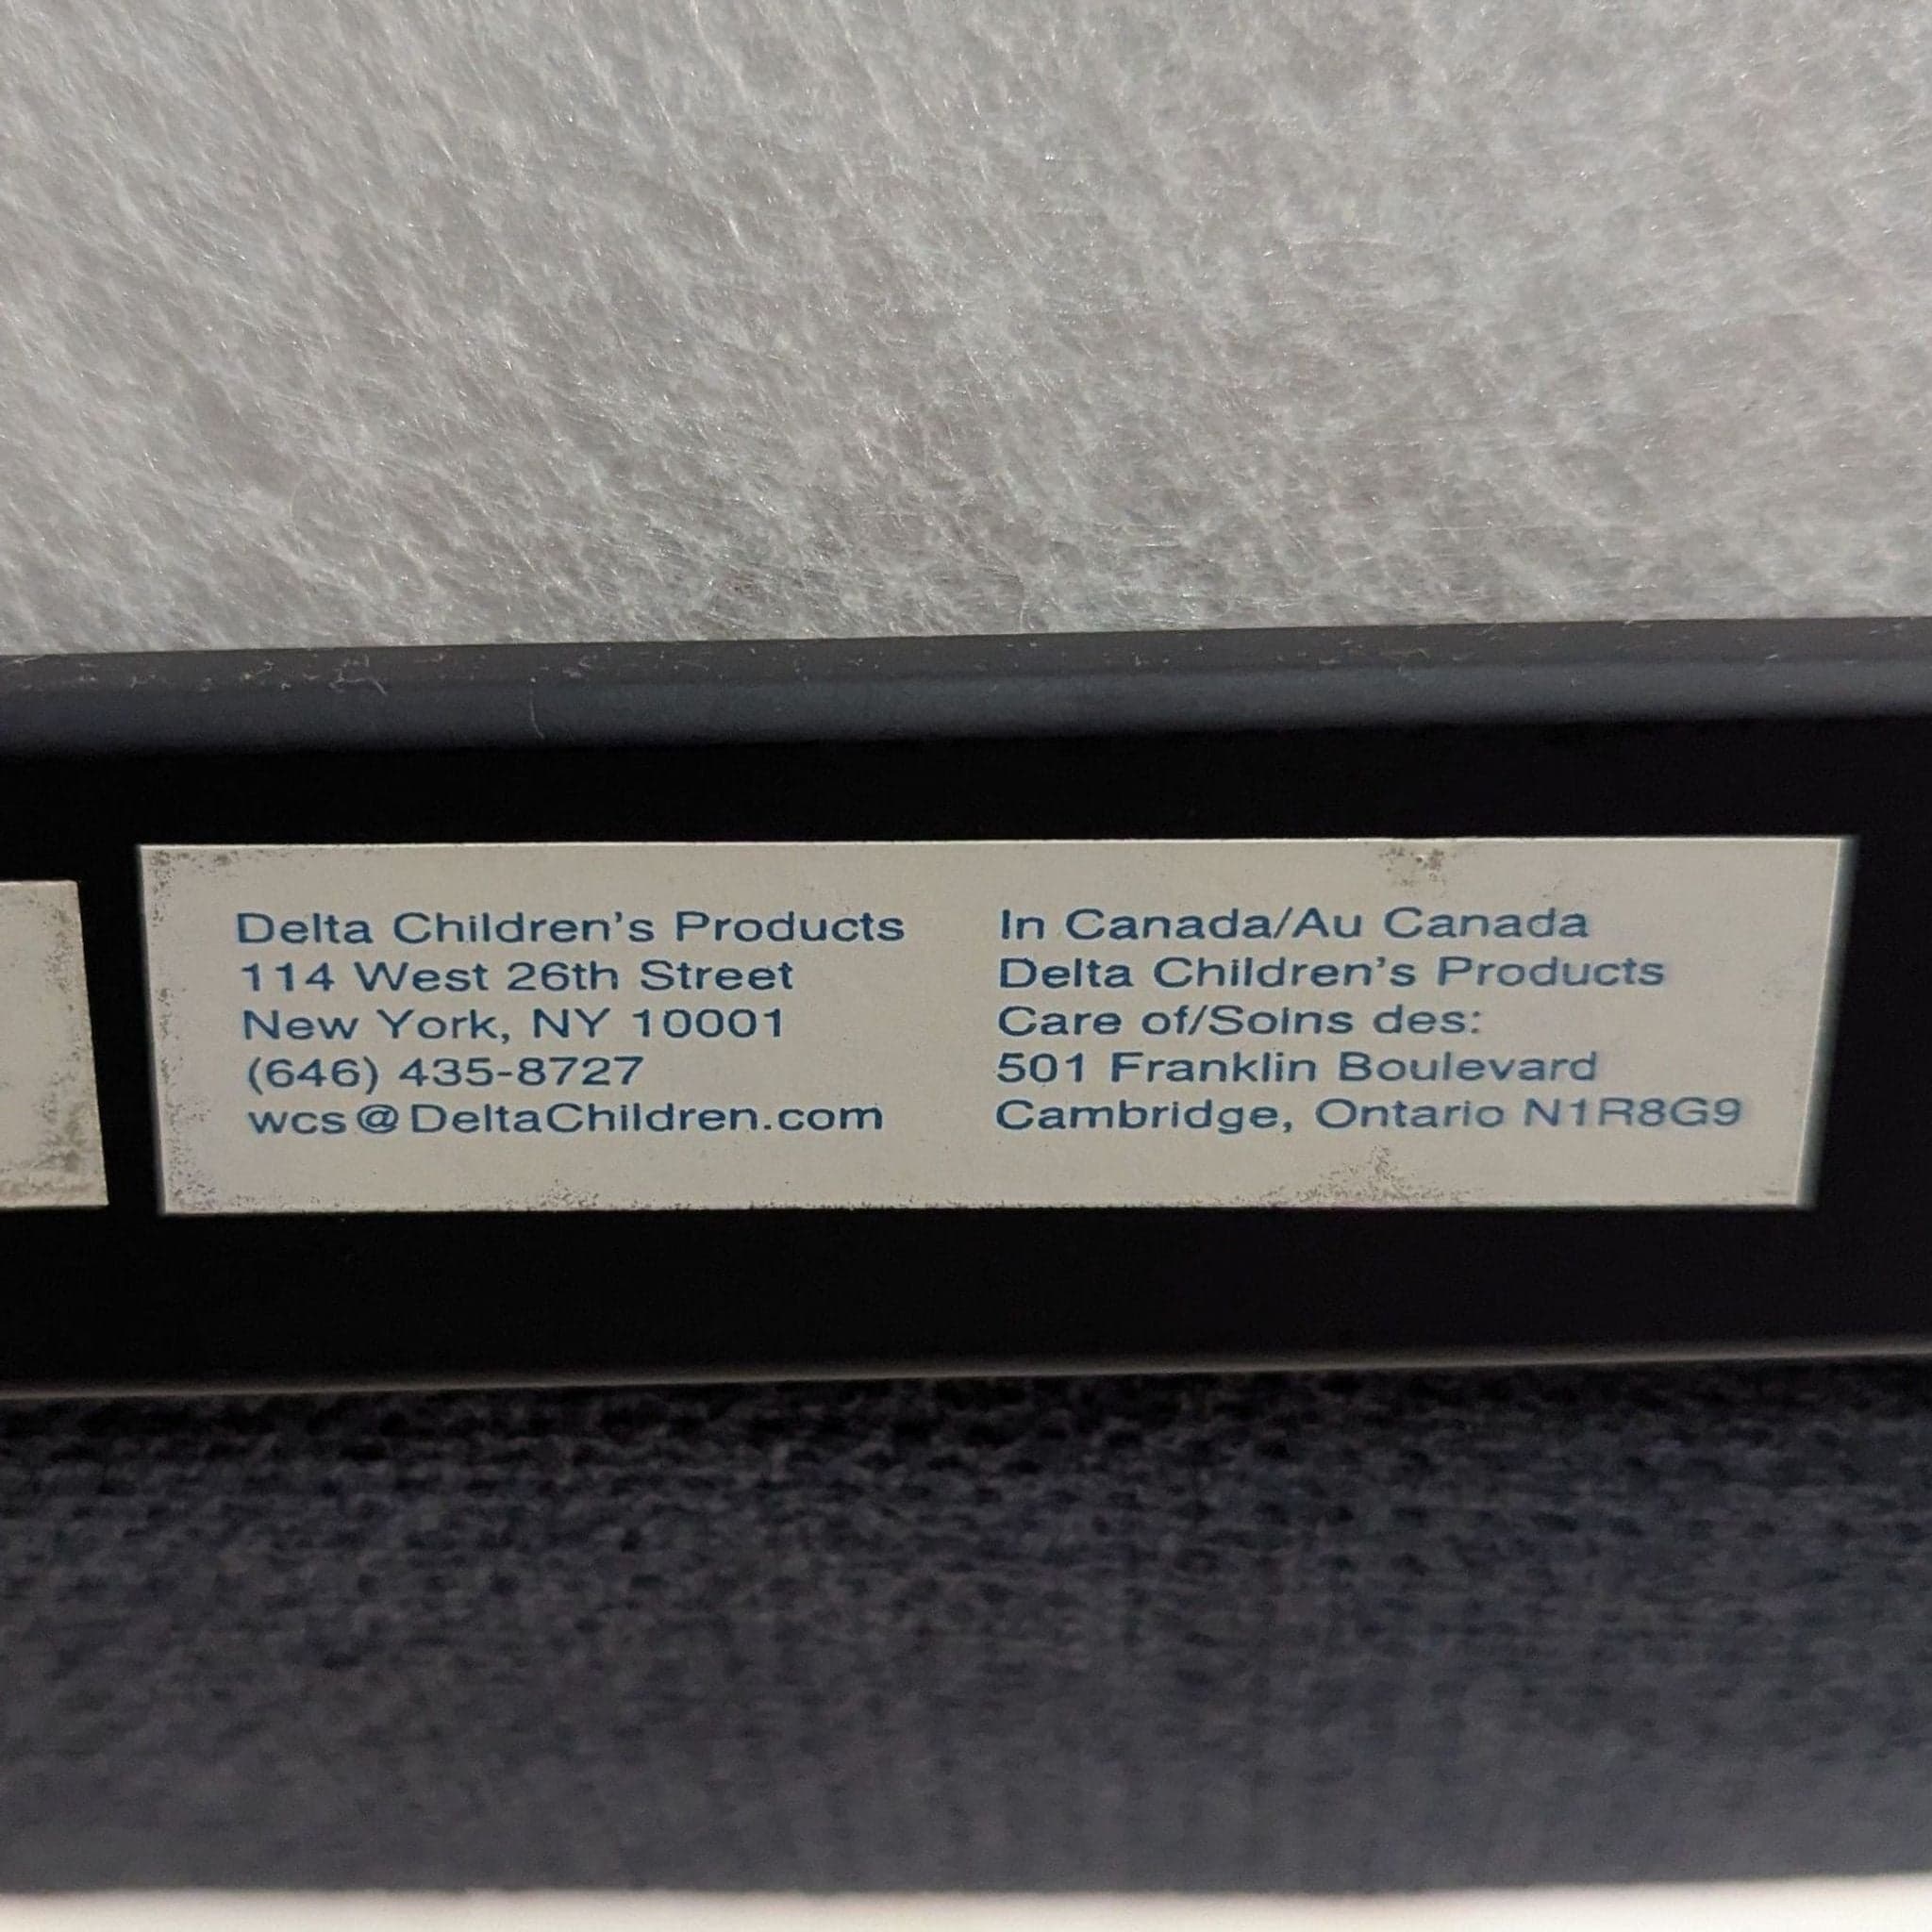 Delta Children's Products
114 West 26th Street
New York, NY 10001
(646) 435-8727
wcs@DeltaChildren.com
In Canada/Au Canada
Delta Children's Products
Care of/Soins des:
501 Franklin Boulevard
Cambridge, Ontario N1R8G9